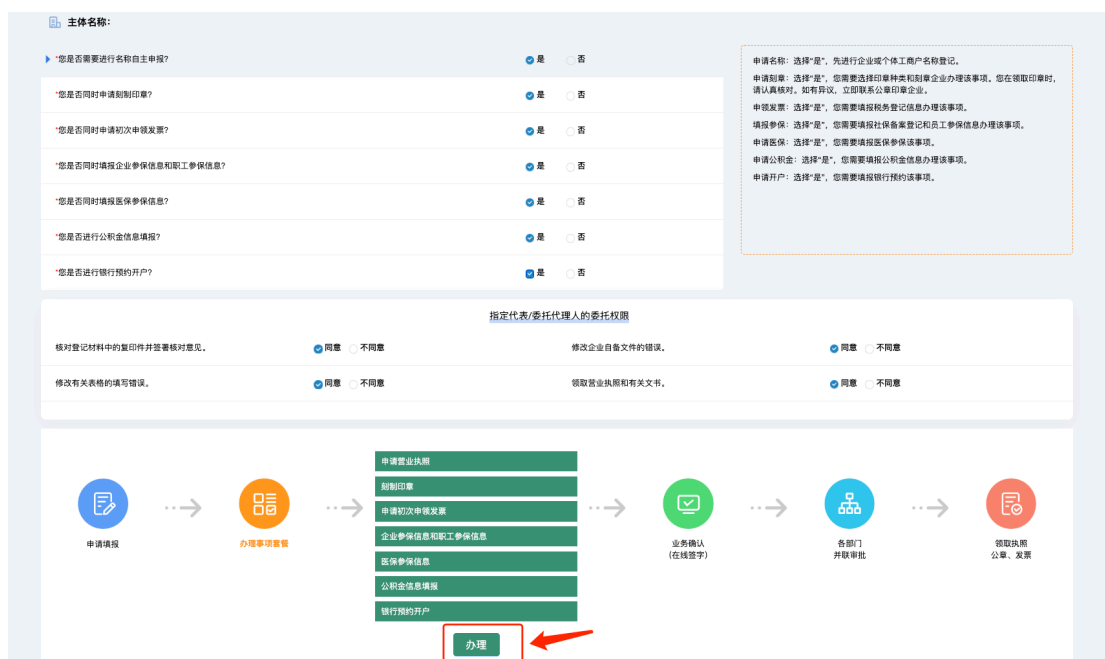 主体名称:
*您是否需要进行名称自主申报? 是 否
*您是否同时申请刻制印章? 是 否
*您是否同时申请初次申领发票? 是 否
*您是否同时填报企业参保信息和职工参保信息? 是 否
*您是否同时填报医保参保信息? 是 否
*您是否进行公积金信息填报? 是 否
*您是否进行银行预约开户? 是 否
申请名称: 选择“是”, 先进行企业或个体工商户名称登记。
申请刻章: 选择“是”, 您需要选择印章种类和刻章企业办理该事项。您在领取印章时,
请认真核对。如有异议, 立即联系公章印章企业。
申领发票: 选择“是”, 您需要填报税务登记信息办理该事项。
填报参保: 选择“是”, 您需要填报社保备案登记和员工参保信息办理该事项。
申请医保: 选择“是”, 您需要填报医保参保该事项。
申请公积金: 选择“是”, 您需要填报公积金信息办理该事项。
申请开户: 选择“是”, 您需要填报银行预约该事项。
指定代表/委托代理人的委托权限
核对登记材料中的复印件并签署核对意见。 同意 不同意 修改企业自备文件的错误。 同意 不同意
修改有关表格的填写错误。 同意 不同意 领取营业执照和有关文书。 同意 不同意
申请填报
办理事项套餐
申请营业执照
刻制印章
申请初次申领发票
企业参保信息和职工参保信息
医保参保信息
公积金信息填报
银行预约开户
办理
业务确认
(在线签字)
各部门
并联审批
领取执照
公章、发票